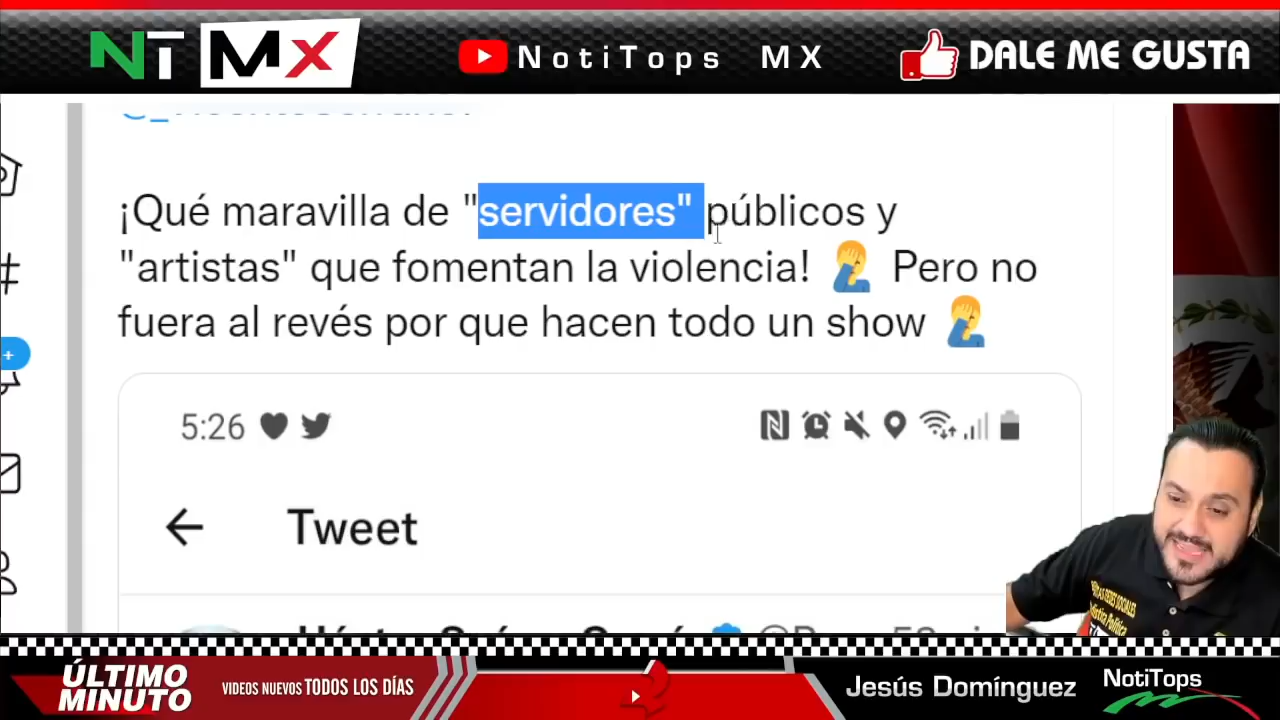 NT MX
NotiTops MX
DALE ME GUSTA
¡Qué maravilla de "servidores" públicos y
"artistas" que fomentan la violencia! 🤦‍♂️ Pero no
fuera al revés por que hacen todo un show 🤦‍♂️
5:26
Tweet
ÚLTIMO
MINUTO
VIDEOS NUEVOS TODOS LOS DÍAS
Jesús Domínguez
NotiTops